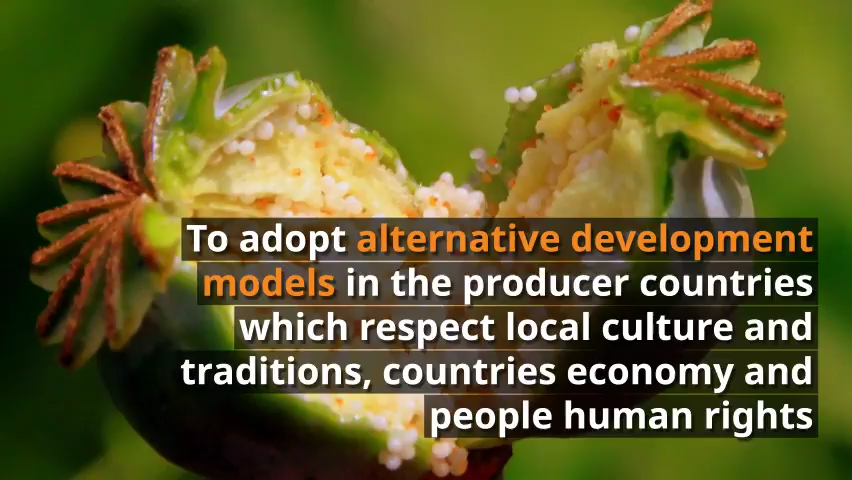 To adopt alternative development
models in the producer countries
which respect local culture and
traditions, countries economy and
people human rights